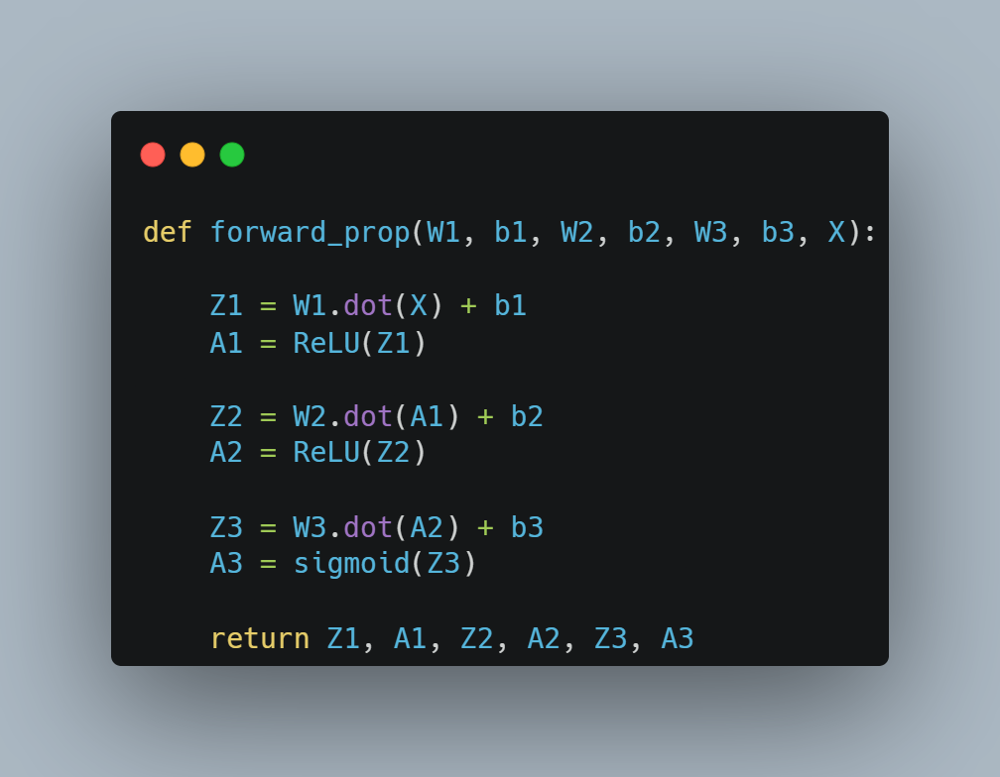 def forward_prop(W1, b1, W2, b2, W3, b3, X):
    Z1 = W1.dot(X) + b1
    A1 = ReLU(Z1)
    Z2 = W2.dot(A1) + b2
    A2 = ReLU(Z2)
    Z3 = W3.dot(A2) + b3
    A3 = sigmoid(Z3)
    return Z1, A1, Z2, A2, Z3, A3